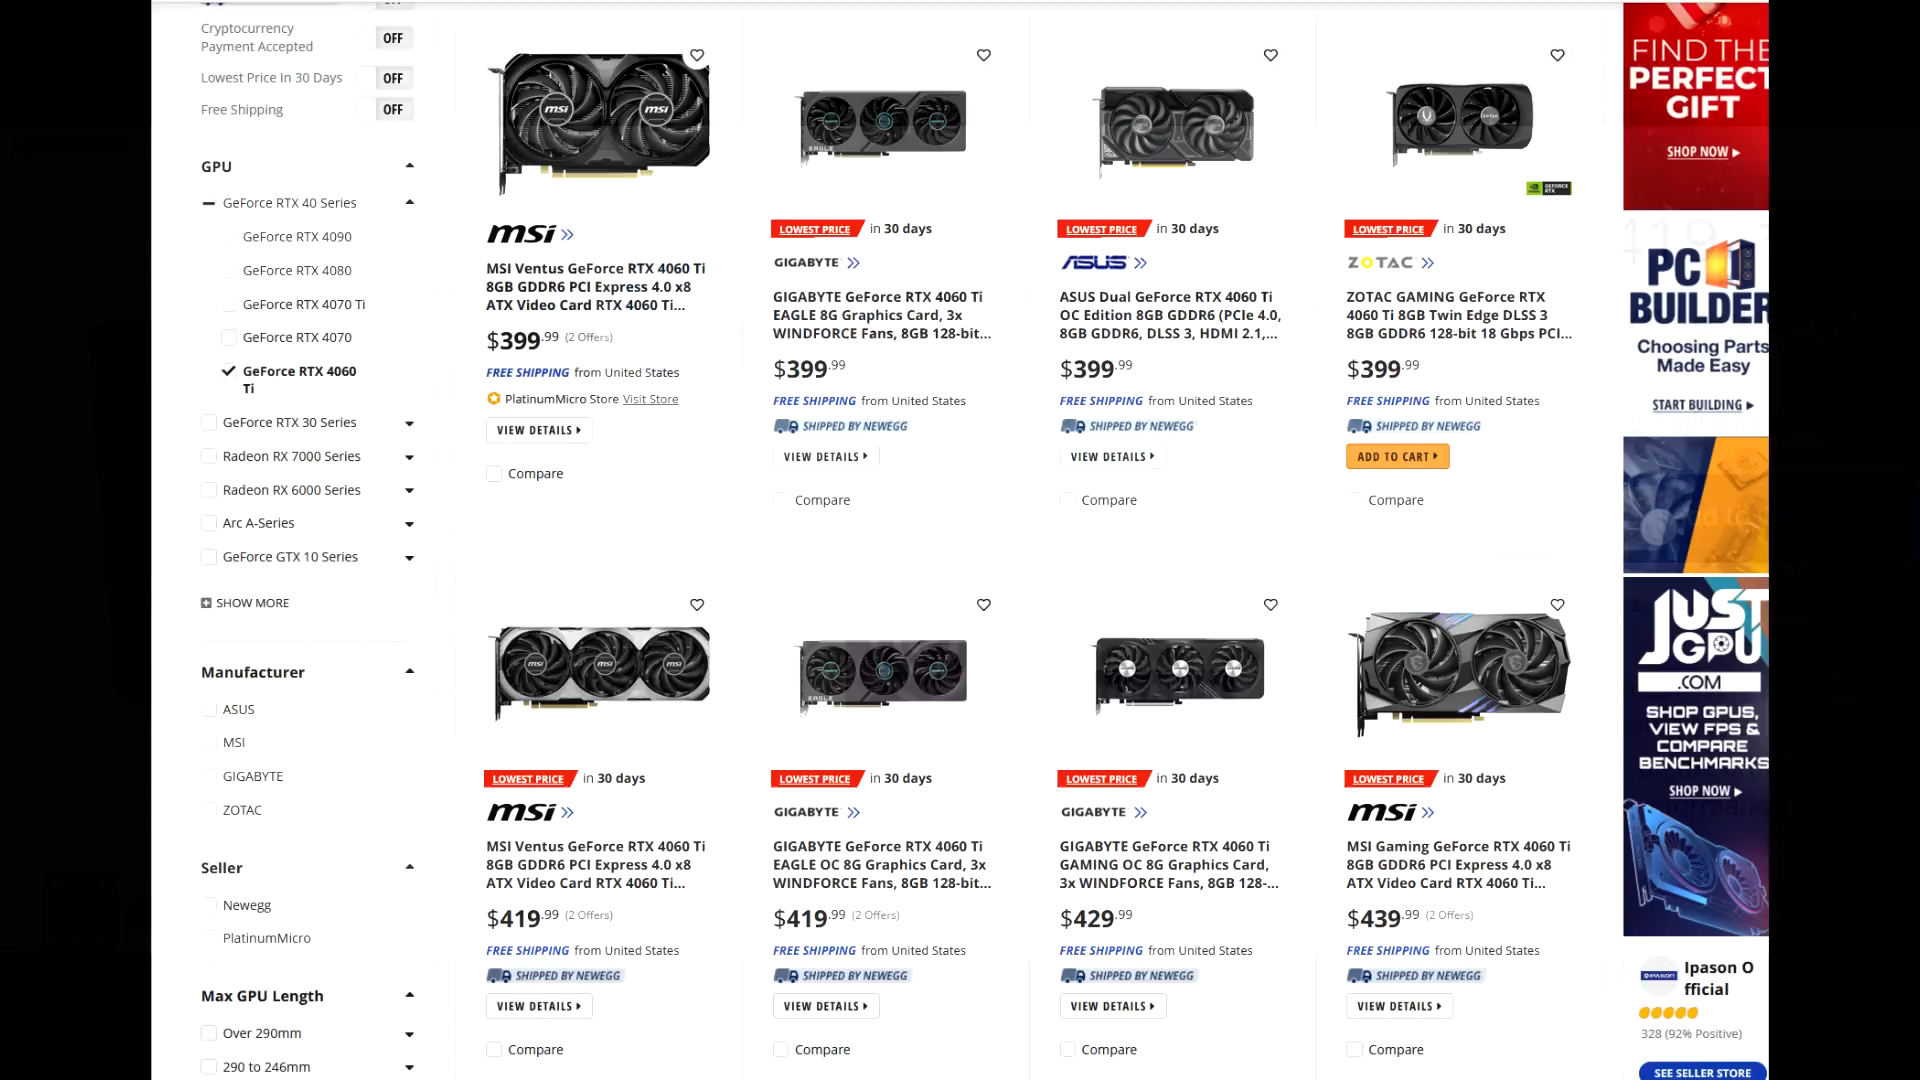 Cryptocurrency
Payment Accepted
OFF
Lowest Price In 30 Days
OFF
Free Shipping
OFF
GPU
GeForce RTX 40 Series
GeForce RTX 4090
GeForce RTX 4080
GeForce RTX 4070 Ti
GeForce RTX 4070
GeForce RTX 4060
Ti
GeForce RTX 30 Series
Radeon RX 7000 Series
Radeon RX 6000 Series
Arc A-Series
GeForce GTX 10 Series
SHOW MORE
Manufacturer
ASUS
MSI
GIGABYTE
ZOTAC
Seller
Newegg
PlatinumMicro
Max GPU Length
Over 290mm
290 to 246mm
msi
msi
msi
MSI Ventus GeForce RTX 4060 Ti
8GB GDDR6 PCI Express 4.0 x8
ATX Video Card RTX 4060 Ti...
$399.99 (2 Offers)
FREE SHIPPING from United States
PlatinumMicro Store Visit Store
VIEW DETAILS
Compare
EAGLE
LOWEST PRICE in 30 days
GIGABYTE
GIGABYTE GeForce RTX 4060 Ti
EAGLE 8G Graphics Card, 3x
WINDFORCE Fans, 8GB 128-bit...
$399.99
FREE SHIPPING from United States
SHIPPED BY NEWEGG
VIEW DETAILS
Compare
LOWEST PRICE in 30 days
ASUS
ASUS Dual GeForce RTX 4060 Ti
OC Edition 8GB GDDR6 (PCIe 4.0,
8GB GDDR6, DLSS 3, HDMI 2.1,...
$399.99
FREE SHIPPING from United States
SHIPPED BY NEWEGG
VIEW DETAILS
Compare
ZOTAC
GEFORCE
RTX
LOWEST PRICE in 30 days
ZOTAC
ZOTAC GAMING GeForce RTX
4060 Ti 8GB Twin Edge DLSS 3
8GB GDDR6 128-bit 18 Gbps PCI...
$399.99
FREE SHIPPING from United States
SHIPPED BY NEWEGG
ADD TO CART
Compare
msi
msi
msi
LOWEST PRICE in 30 days
msi
MSI Ventus GeForce RTX 4060 Ti
8GB GDDR6 PCI Express 4.0 x8
ATX Video Card RTX 4060 Ti...
$419.99 (2 Offers)
FREE SHIPPING from United States
SHIPPED BY NEWEGG
VIEW DETAILS
Compare
EAGLE
LOWEST PRICE in 30 days
GIGABYTE
GIGABYTE GeForce RTX 4060 Ti
EAGLE OC 8G Graphics Card, 3x
WINDFORCE Fans, 8GB 128-bit...
$419.99 (2 Offers)
FREE SHIPPING from United States
SHIPPED BY NEWEGG
VIEW DETAILS
Compare
LOWEST PRICE in 30 days
GIGABYTE
GIGABYTE GeForce RTX 4060 Ti
GAMING OC 8G Graphics Card,
3x WINDFORCE Fans, 8GB 128-...
$429.99
FREE SHIPPING from United States
SHIPPED BY NEWEGG
VIEW DETAILS
Compare
LOWEST PRICE in 30 days
msi
MSI Gaming GeForce RTX 4060 Ti
8GB GDDR6 PCI Express 4.0 x8
ATX Video Card RTX 4060 Ti...
$439.99 (2 Offers)
FREE SHIPPING from United States
SHIPPED BY NEWEGG
VIEW DETAILS
Compare
FIND THE
PERFECT
GIFT
SHOP NOW
PC
BUILDER
Choosing Parts
Made Easy
START BUILDING
JUST
GPU
.COM
SHOP GPUS,
VIEW FPS &
COMPARE
BENCHMARKS
SHOP NOW
IPASON
Ipason O
fficial
328 (92% Positive)
SEE SELLER STORE